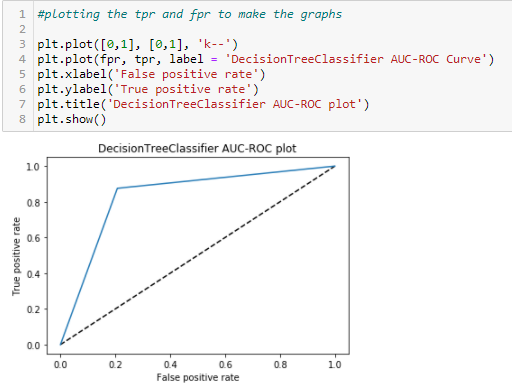 1 #plotting the tpr and fpr to make the graphs
2
3 plt.plot([0,1], [0,1], 'k--')
4 plt.plot(fpr, tpr, label = 'DecisionTreeClassifier AUC-ROC Curve')
5 plt.xlabel('False positive rate')
6 plt.ylabel('True positive rate')
7 plt.title('DecisionTreeClassifier AUC-ROC plot')
8 plt.show()
DecisionTreeClassifier AUC-ROC plot
1.0
0.8
0.6
0.4
0.2
0.0
True positive rate
0.0 0.2 0.4 0.6 0.8 1.0
False positive rate